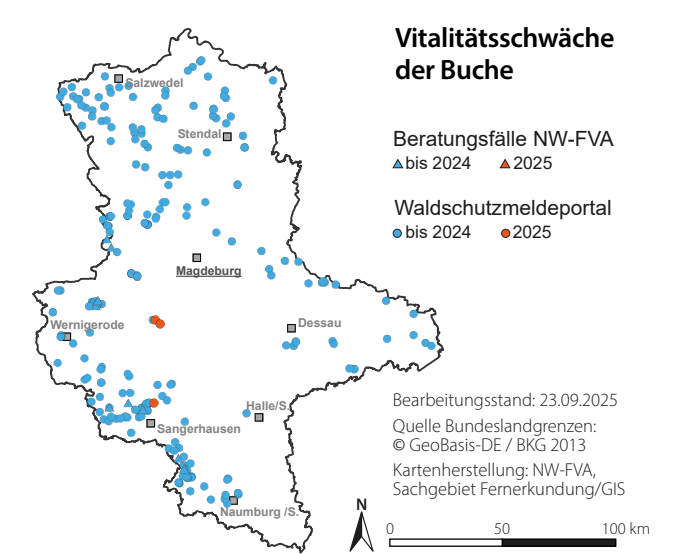 Vitalitätsschwäche
der Buche
Beratungsfälle NW-FVA
bis 2024 2025
Waldschutzmeldeportal
bis 2024 2025
Salzwedel
Stendal
Magdeburg
Wernigerode
Dessau
Halle/S.
Sangerhausen
Naumburg /S.
Bearbeitungsstand: 23.09.2025
Quelle Bundeslandgrenzen:
© GeoBasis-DE / BKG 2013
Kartenherstellung: NW-FVA,
Sachgebiet Fernerkundung/GIS
N
0 50 100 km